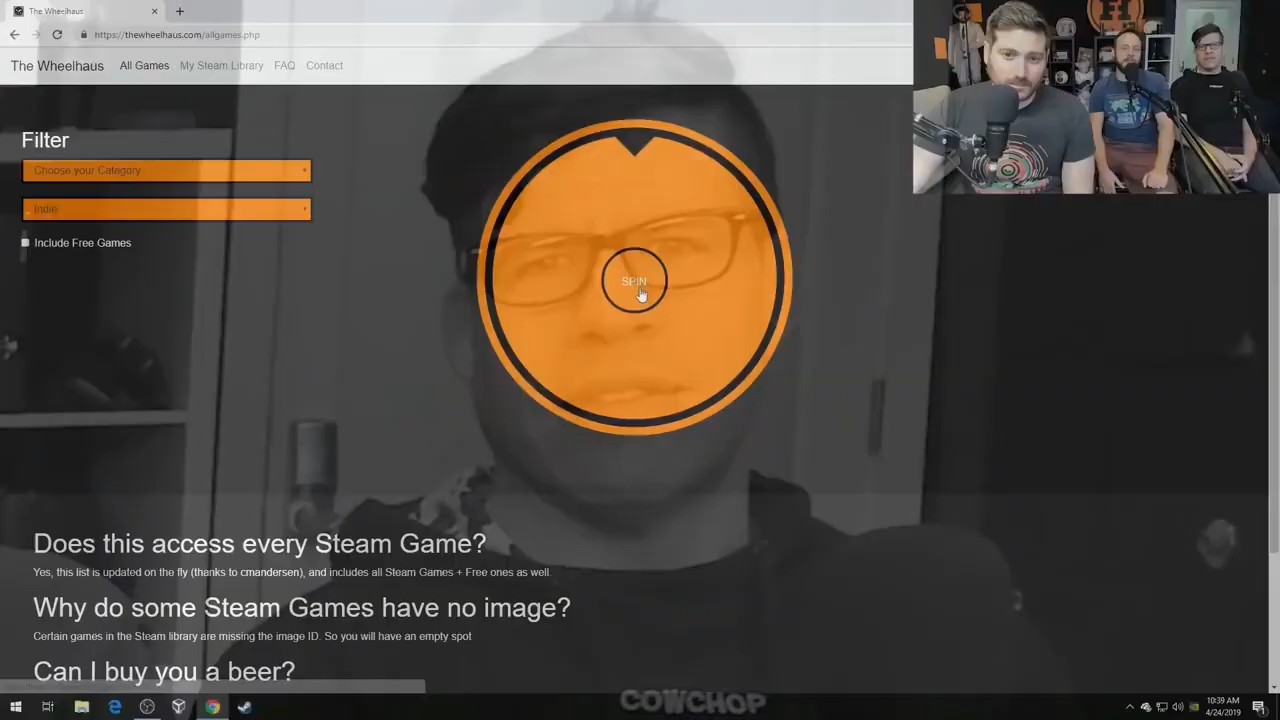 The Wheelhaus
https://thewheelhaus.com/allgames.php
The Wheelhaus All Games My Steam Library FAQ Contact
Filter
Choose your Category
Indie
Include Free Games
SPIN
Does this access every Steam Game?
Yes, this list is updated on the fly (thanks to cmandersen), and includes all Steam Games + Free ones as well.
Why do some Steam Games have no image?
Certain games in the Steam library are missing the image ID. So you will have an empty spot
Can I buy you a beer?
COWCHOP
10:39 AM
4/24/2019